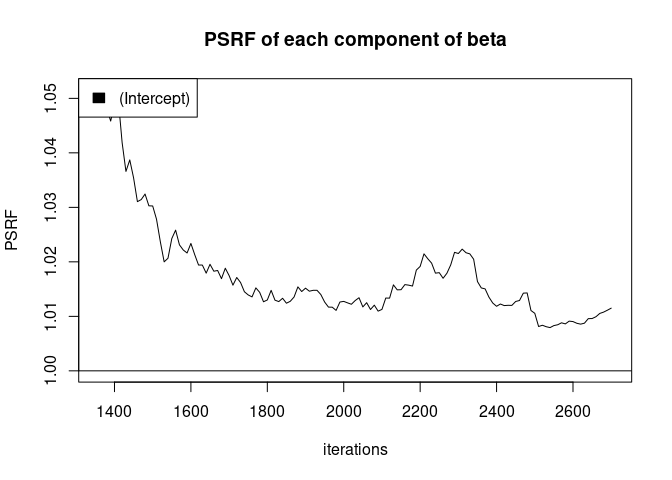 PSRF of each component of beta
(Intercept)
PSRF
1.05
1.04
1.03
1.02
1.01
1.00
1400 1600 1800 2000 2200 2400 2600
iterations